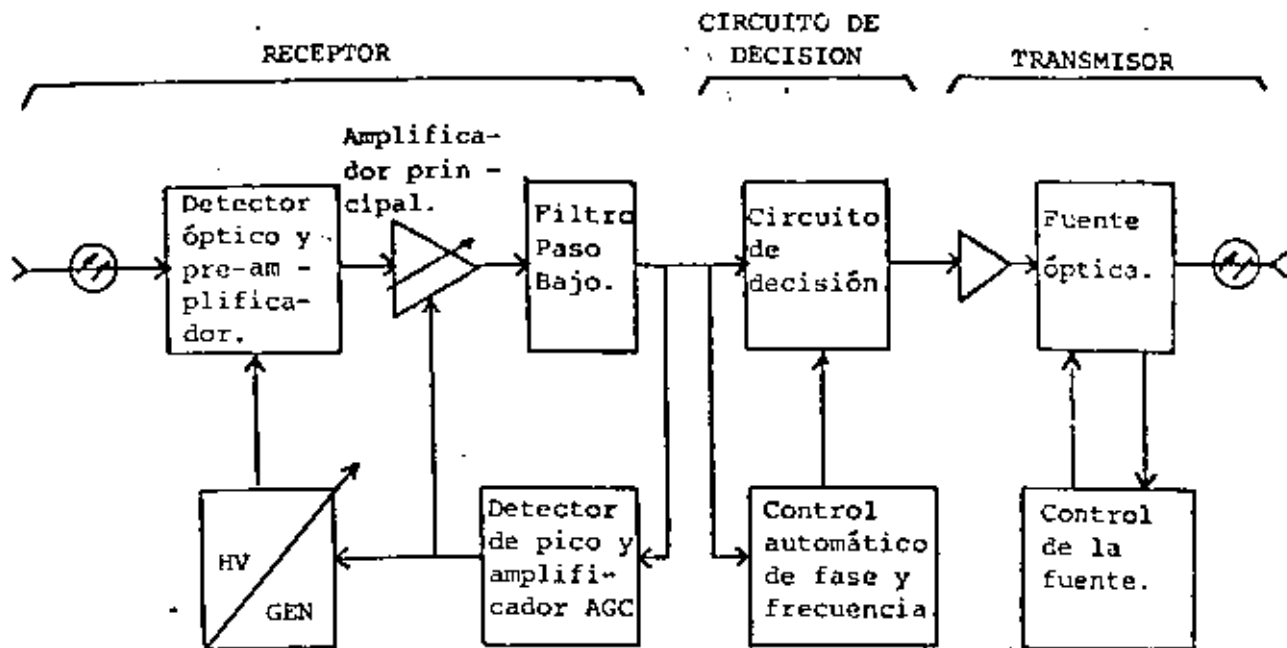 RECEPTOR
CIRCUITO DE
DECISION
TRANSMISOR
Detector
óptico y
pre-am -
plifica-
dor.
Amplifica-
dor prin -
cipal.
Filtro
Paso
Bajo.
Circuito
de
decisión.
Fuente
óptica.
HV
GEN
Detector
de pico y
amplifi-
cador AGC
Control
automático
de fase y
frecuencia.
Control
de la
fuente.